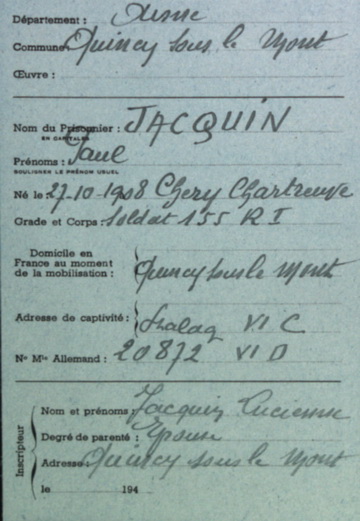 Département : Aisne
Commune : Quincy sous le Mont
Œuvre :
Nom du Prisonnier : JACQUIN
EN CAPITALES
Prénoms : Paul
SOULIGNER LE PRÉNOM USUEL
Né le : 27-10-1908 Chery Chartreuve
Grade et Corps : Soldat 155 R I
Domicile en
France au moment
de la mobilisation : Quincy sous le Mont
Adresse de captivité : Stalag VI C
Nº Mle Allemand : 20872 VI D
Inscripteur
Nom et prénoms : Jacquin Lucienne
Degré de parenté : Epouse
Adresse : Quincy sous le Mont
le 194